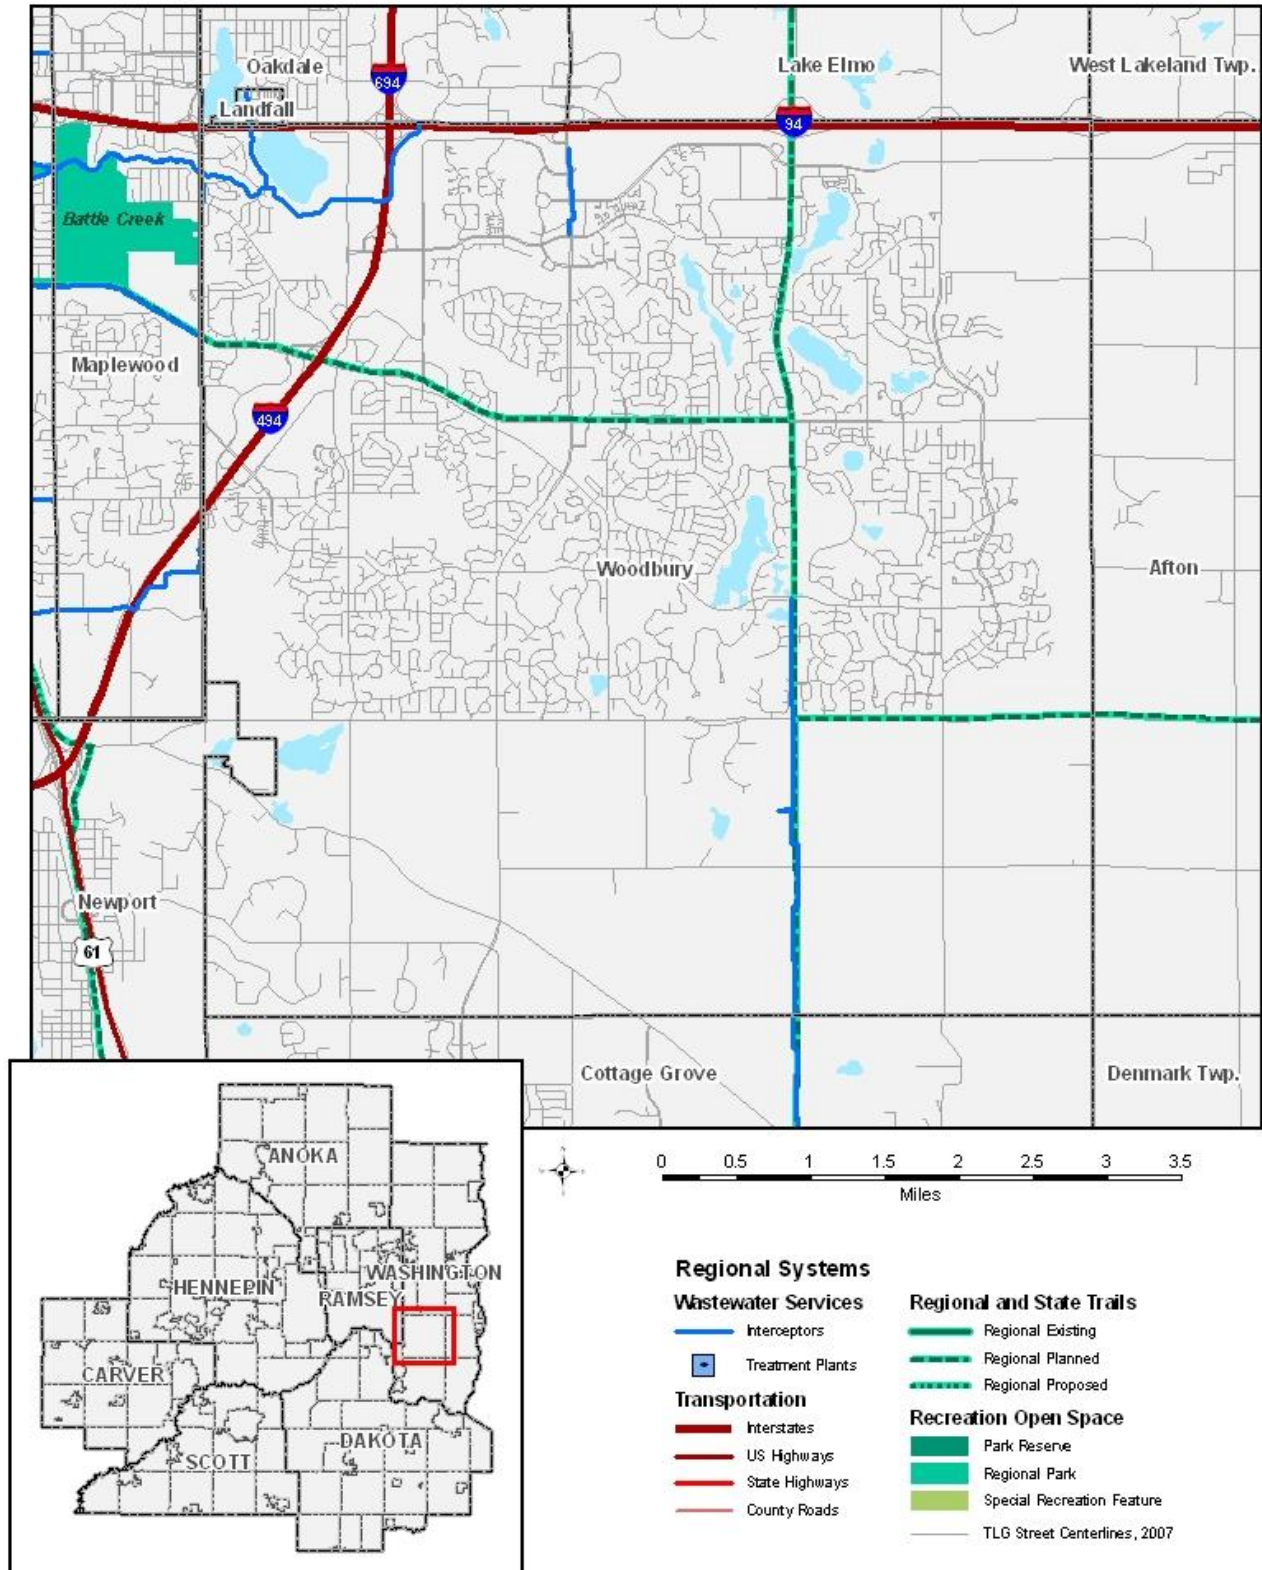 Oakdale
Lake Elmo
West Lakeland Twp.
694
Landfall
94
Battle Creek
Maplewood
494
Woodbury
Afton
Newport
61
Cottage Grove
Denmark Twp.
ANOKA
HENNEPIN
WASHINGTON
RAMSEY
CARVER
DAKOTA
SCOTT
0 0.5 1 1.5 2 2.5 3 3.5
Miles
Regional Systems
Wastewater Services
Interceptors
Treatment Plants
Transportation
Interstates
US Highways
State Highways
County Roads
Regional and State Trails
Regional Existing
Regional Planned
Regional Proposed
Recreation Open Space
Park Reserve
Regional Park
Special Recreation Feature
TLG Street Centerlines, 2007